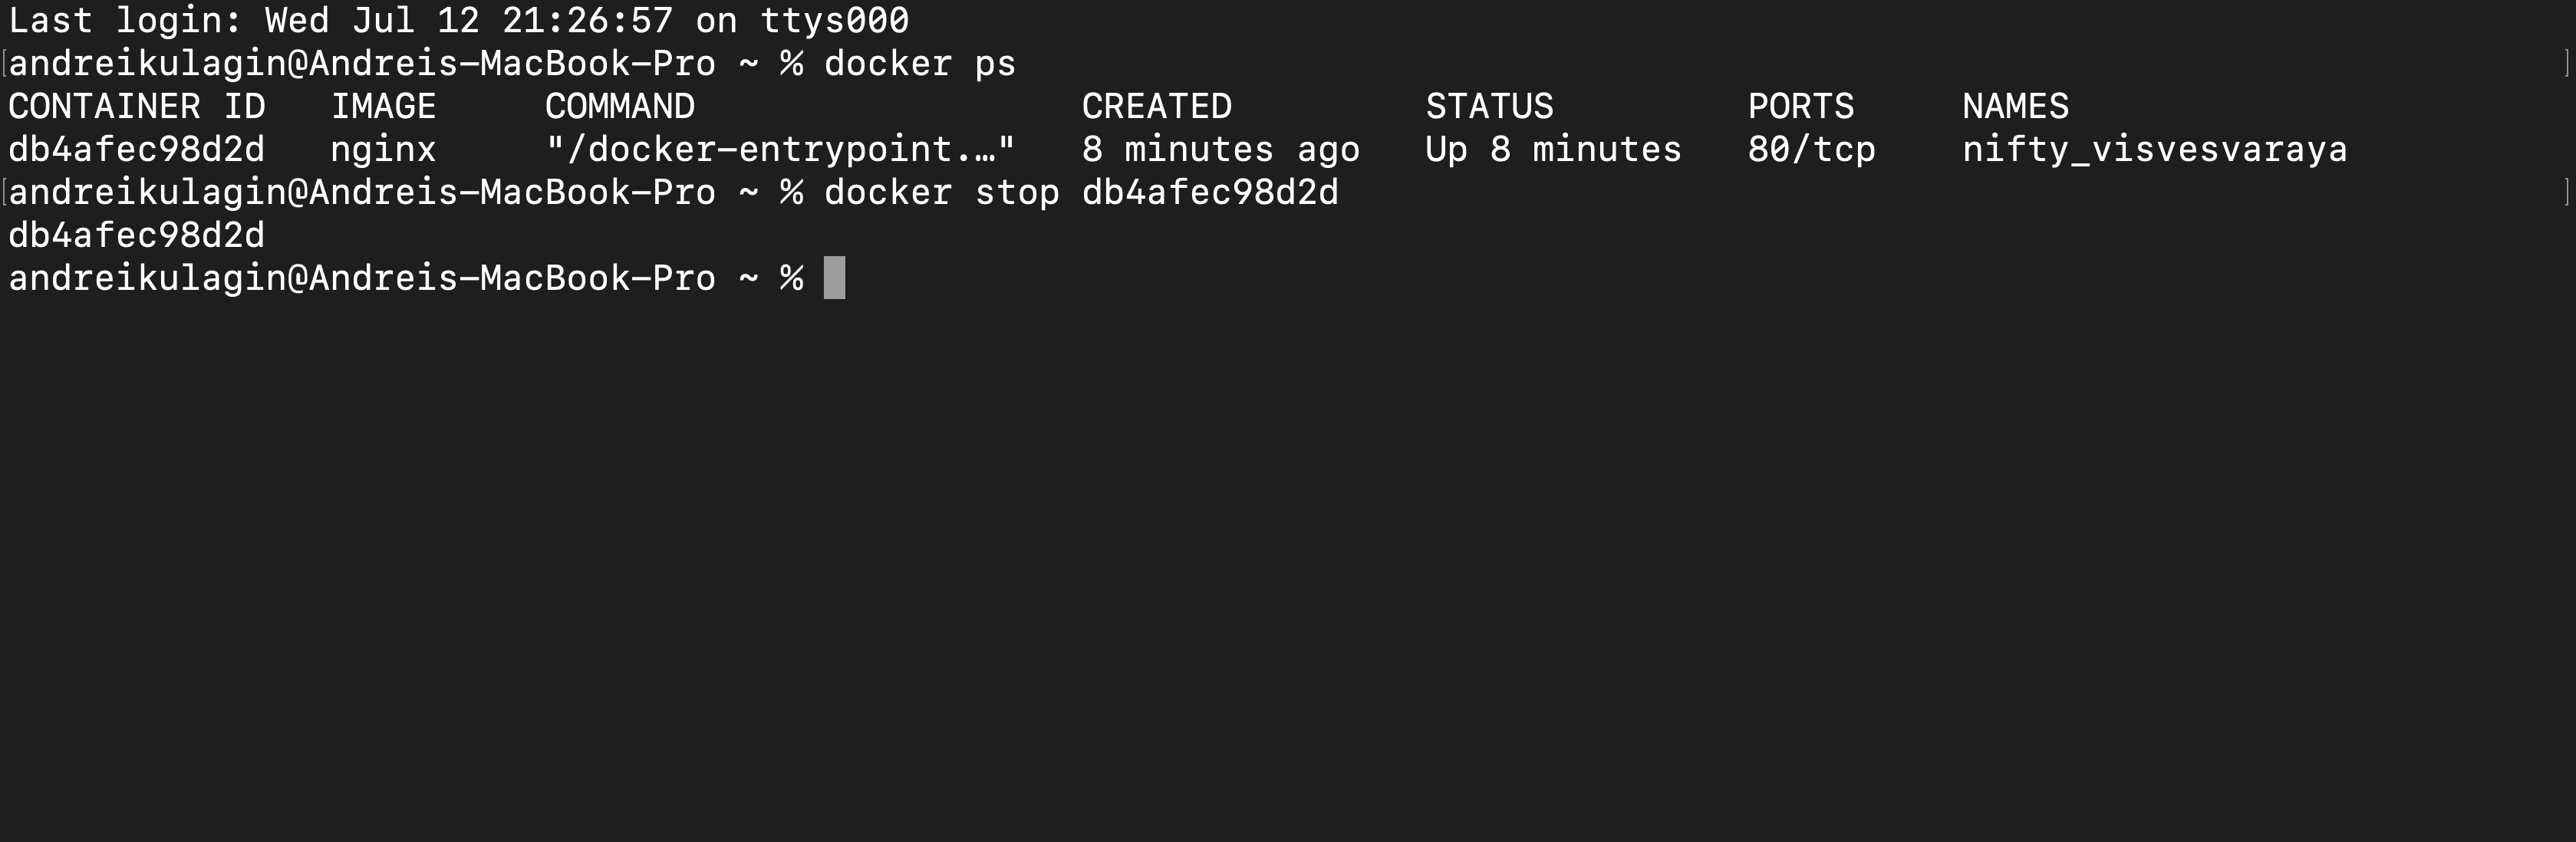 Last login: Wed Jul 12 21:26:57 on ttys000
[andreikulagin@Andreis-MacBook-Pro ~ % docker ps ]
CONTAINER ID   IMAGE     COMMAND                  CREATED         STATUS         PORTS     NAMES
db4afec98d2d   nginx     "/docker-entrypoint.…"   8 minutes ago   Up 8 minutes   80/tcp    nifty_visvesvaraya
[andreikulagin@Andreis-MacBook-Pro ~ % docker stop db4afec98d2d ]
db4afec98d2d
andreikulagin@Andreis-MacBook-Pro ~ %